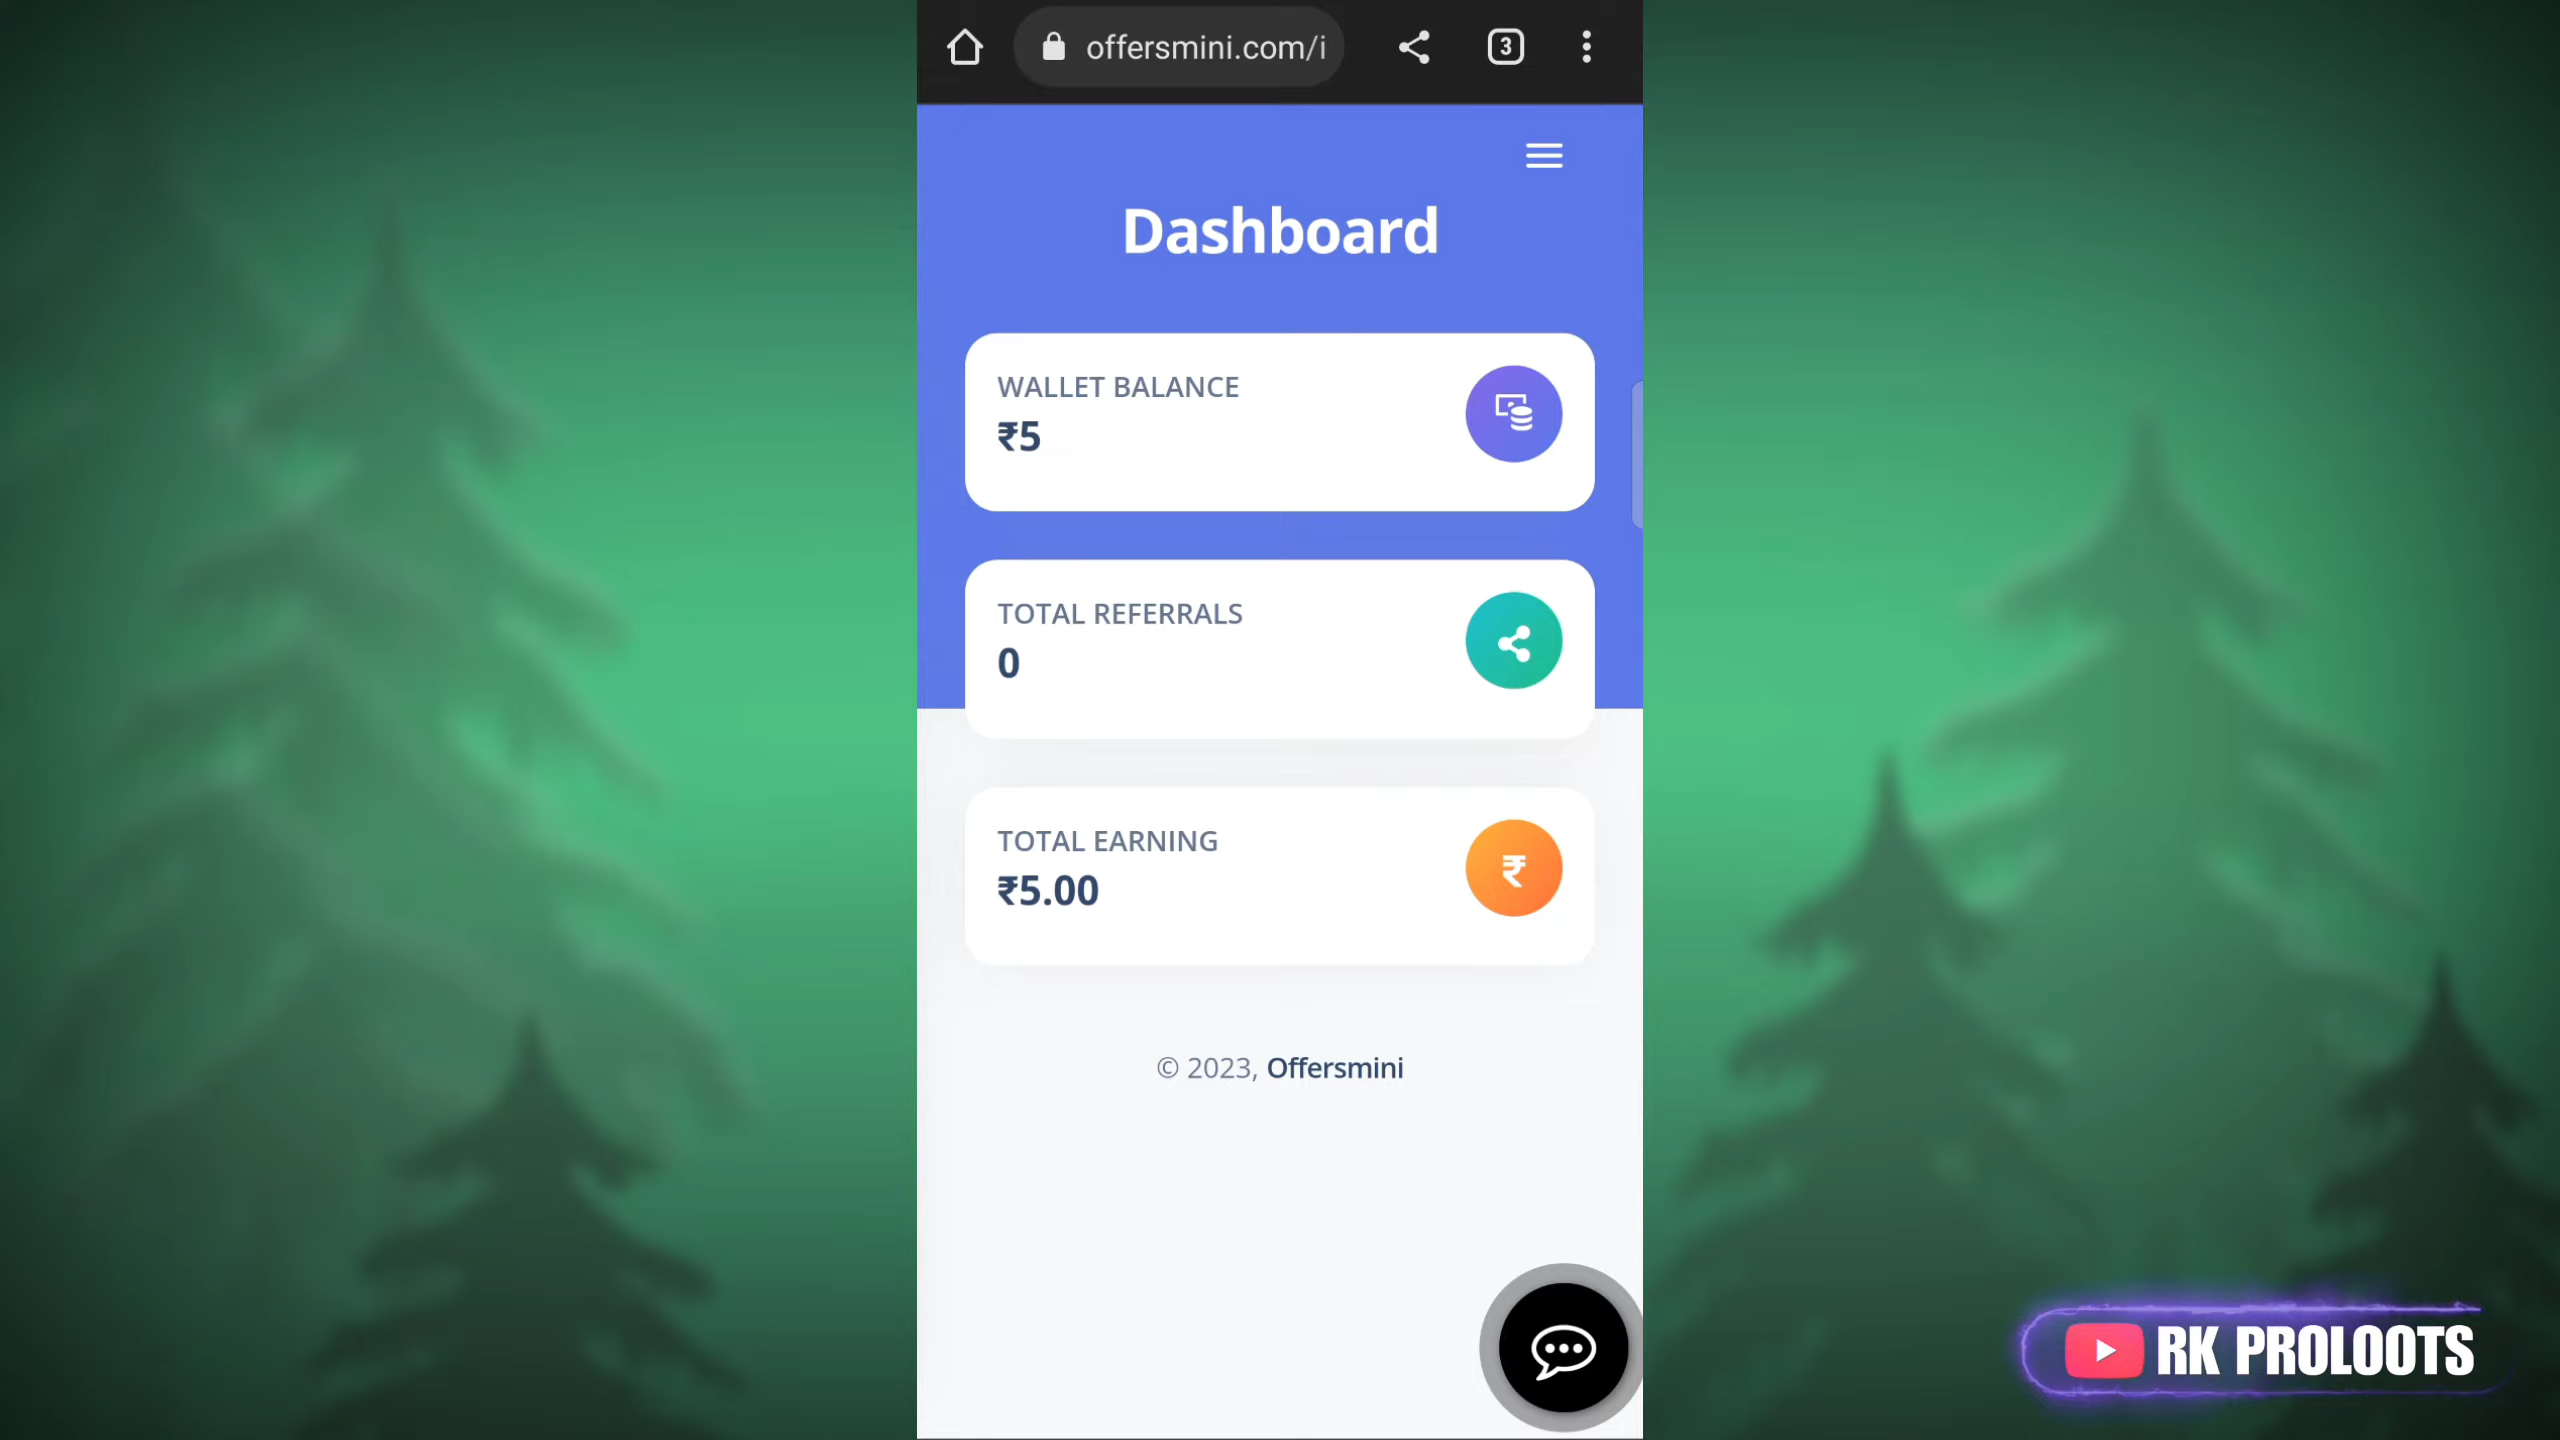 offersmini.com/i
3
Dashboard
WALLET BALANCE
₹5
TOTAL REFERRALS
0
TOTAL EARNING
₹5.00
₹
© 2023, Offersmini
RK PROLOOTS